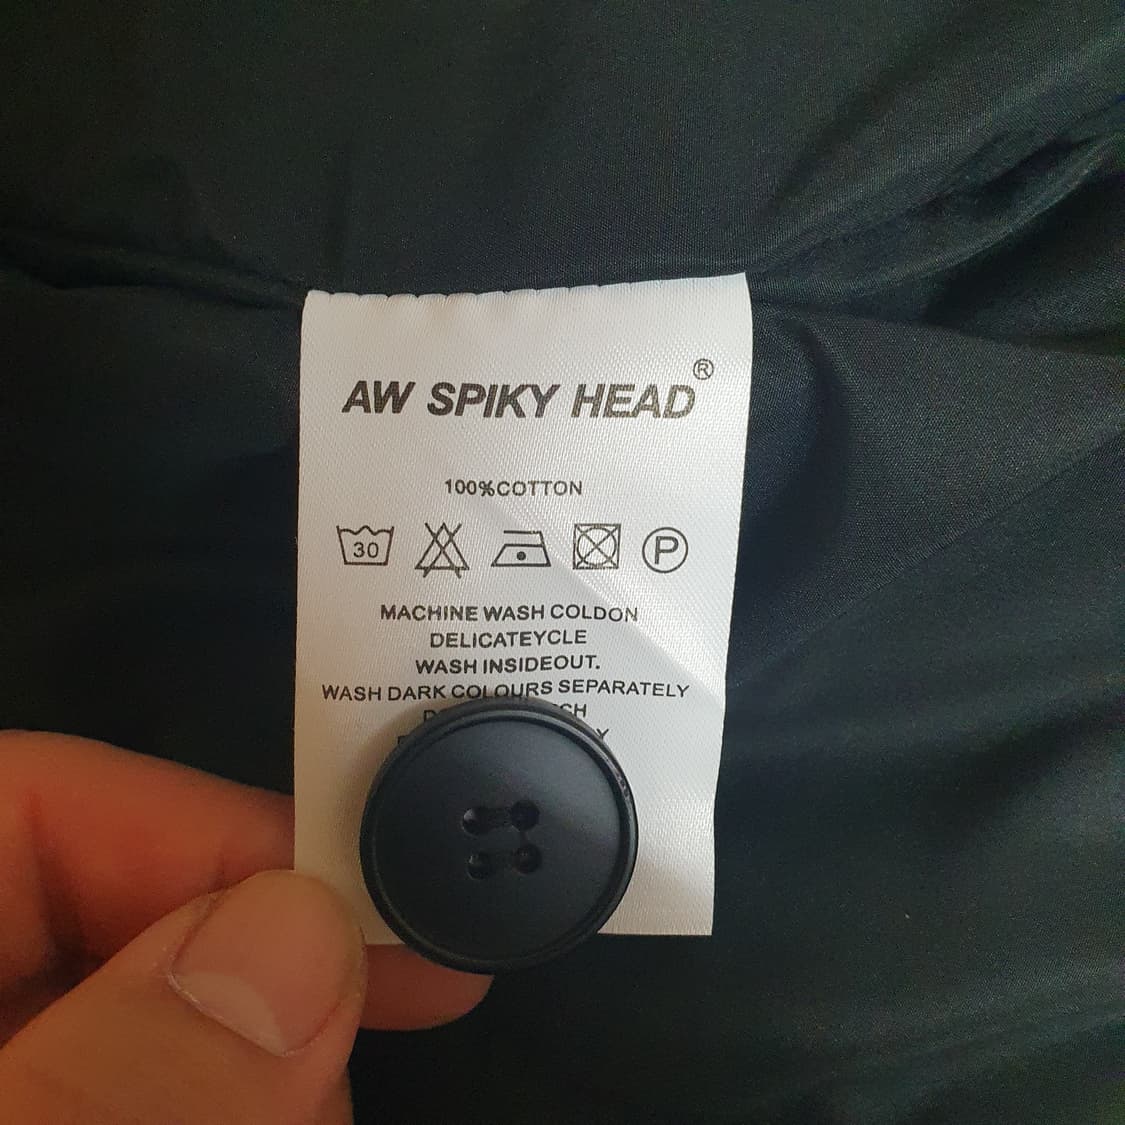 AW SPIKY HEAD®
100%COTTON
30 P
MACHINE WASH COLDON
DELICATEYCLE
WASH INSIDEOUT.
WASH DARK COLOURS SEPARATELY